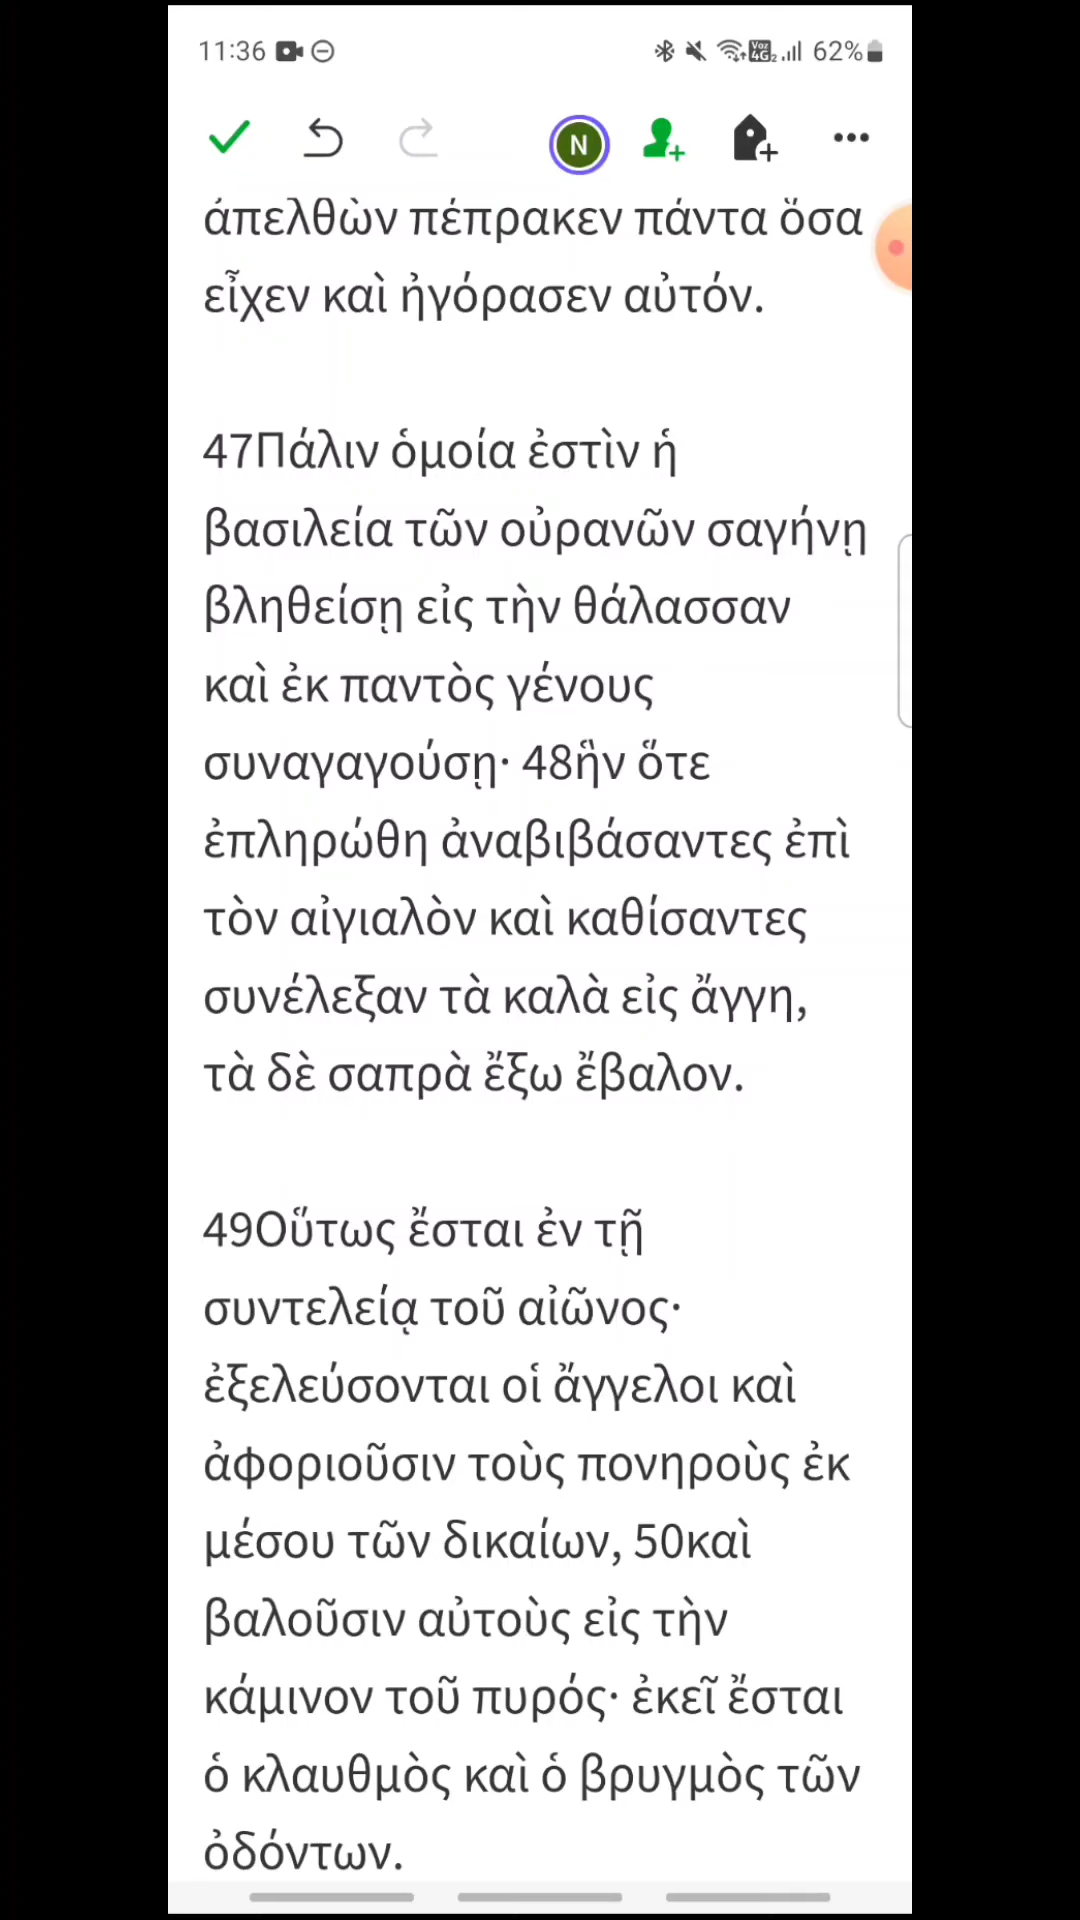 11:36
Voz 4G 2 62%
N
ἀπελθὼν πέπρακεν πάντα ὅσα
εἶχεν καὶ ἠγόρασεν αὐτόν.
47Πάλιν ὁμοία ἐστὶν ἡ
βασιλεία τῶν οὐρανῶν σαγήνῃ
βληθείσῃ εἰς τὴν θάλασσαν
καὶ ἐκ παντὸς γένους
συναγαγούσῃ· 48ἣν ὅτε
ἐπληρώθη ἀναβιβάσαντες ἐπὶ
τὸν αἰγιαλὸν καὶ καθίσαντες
συνέλεξαν τὰ καλὰ εἰς ἄγγη,
τὰ δὲ σαπρὰ ἔξω ἔβαλον.
49Οὕτως ἔσται ἐν τῇ
συντελείᾳ τοῦ αἰῶνος·
ἐξελεύσονται οἱ ἄγγελοι καὶ
ἀφοριοῦσιν τοὺς πονηροὺς ἐκ
μέσου τῶν δικαίων, 50καὶ
βαλοῦσιν αὐτοὺς εἰς τὴν
κάμινον τοῦ πυρός· ἐκεῖ ἔσται
ὁ κλαυθμὸς καὶ ὁ βρυγμὸς τῶν
ὀδόντων.